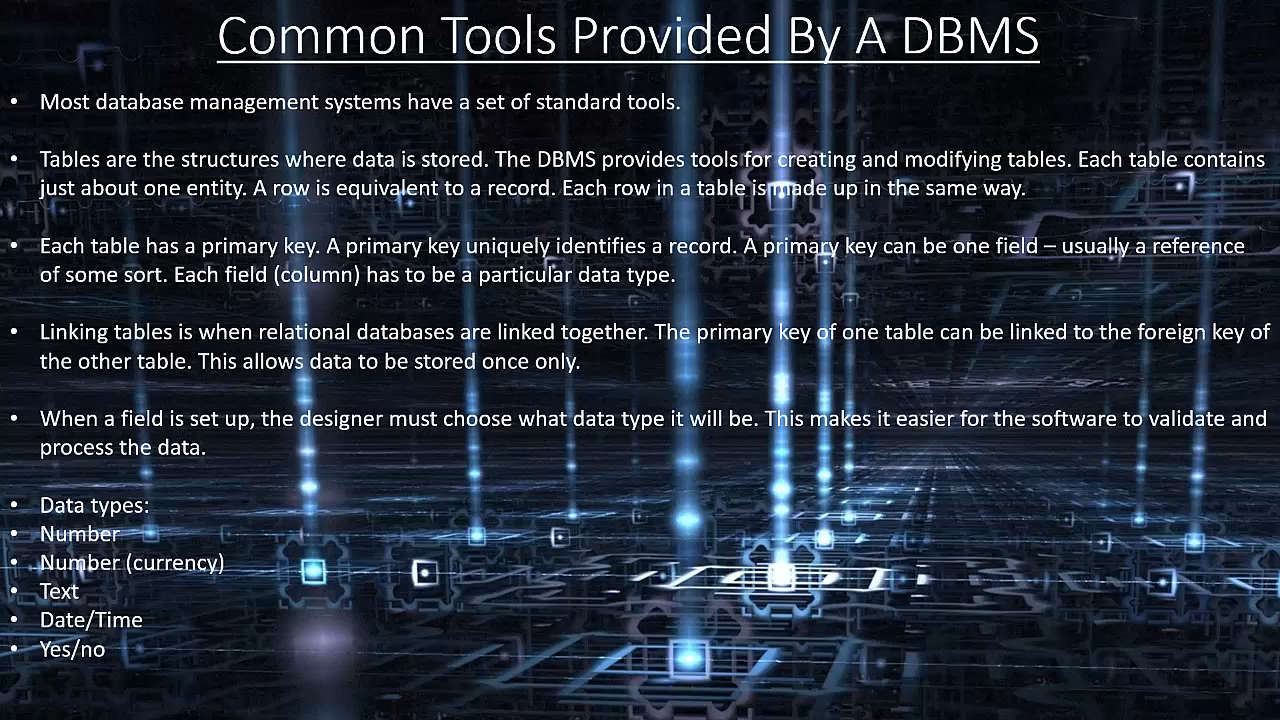 Common Tools Provided By A DBMS
• Most database management systems have a set of standard tools.
• Tables are the structures where data is stored. The DBMS provides tools for creating and modifying tables. Each table contains
just about one entity. A row is equivalent to a record. Each row in a table is made up in the same way.
• Each table has a primary key. A primary key uniquely identifies a record. A primary key can be one field – usually a reference
of some sort. Each field (column) has to be a particular data type.
• Linking tables is when relational databases are linked together. The primary key of one table can be linked to the foreign key of
the other table. This allows data to be stored once only.
• When a field is set up, the designer must choose what data type it will be. This makes it easier for the software to validate and
process the data.
• Data types:
• Number
• Number (currency)
• Text
• Date/Time
• Yes/no